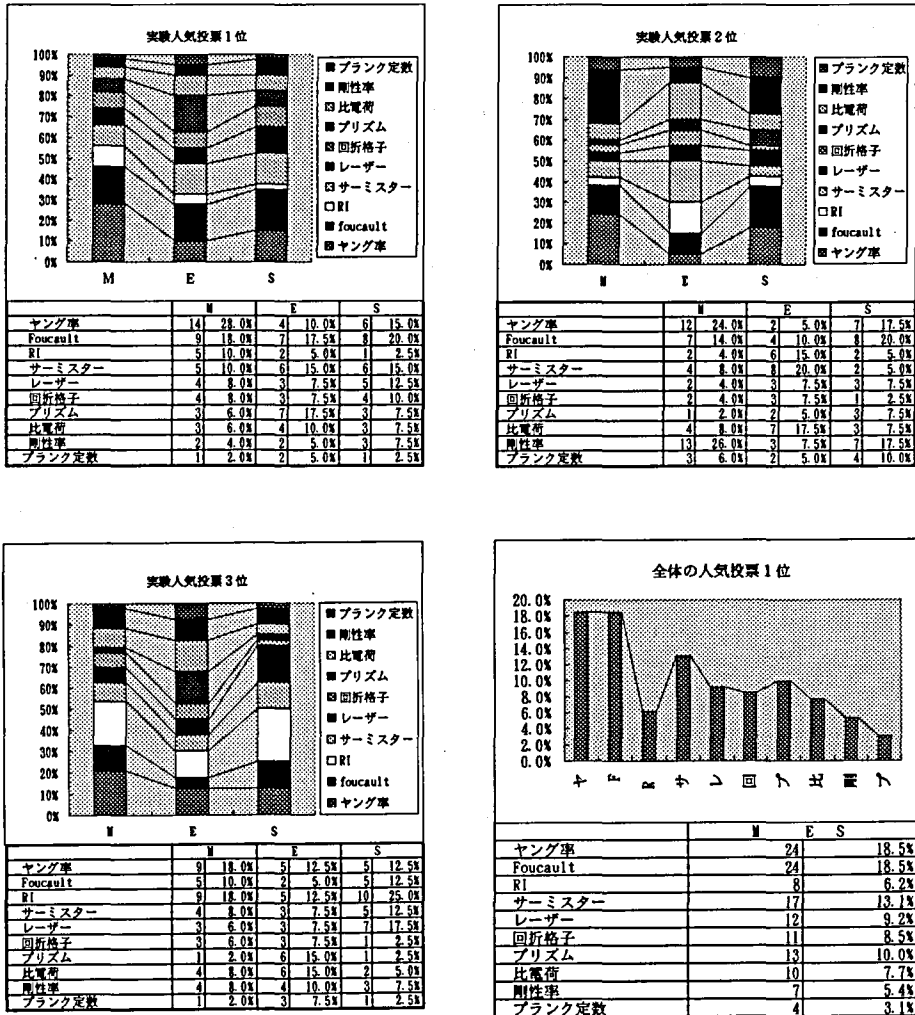 実験人気投票1位
100%
90%
80%
70%
60%
50%
40%
30%
20%
10%
0%
M E S
プランク定数
剛性率
比電荷
プリズム
回折格子
レーザー
サーミスター
RI
foucault
ヤング率
M E S
ヤング率 14 28.0% 4 10.0% 6 15.0%
Foucault 9 18.0% 7 17.5% 8 20.0%
RI 5 10.0% 2 5.0% 1 2.5%
サーミスター 5 10.0% 6 15.0% 6 15.0%
レーザー 4 8.0% 3 7.5% 5 12.5%
回折格子 4 8.0% 3 7.5% 4 10.0%
プリズム 3 6.0% 7 17.5% 3 7.5%
比電荷 3 6.0% 4 10.0% 3 7.5%
剛性率 2 4.0% 2 5.0% 3 7.5%
プランク定数 1 2.0% 2 5.0% 1 2.5%
実験人気投票2位
100%
90%
80%
70%
60%
50%
40%
30%
20%
10%
0%
M E S
プランク定数
剛性率
比電荷
プリズム
回折格子
レーザー
サーミスター
RI
foucault
ヤング率
M E S
ヤング率 12 24.0% 2 5.0% 7 17.5%
Foucault 7 14.0% 4 10.0% 8 20.0%
RI 2 4.0% 6 15.0% 2 5.0%
サーミスター 4 8.0% 8 20.0% 2 5.0%
レーザー 2 4.0% 3 7.5% 3 7.5%
回折格子 2 4.0% 3 7.5% 1 2.5%
プリズム 1 2.0% 2 5.0% 3 7.5%
比電荷 4 8.0% 7 17.5% 3 7.5%
剛性率 13 26.0% 3 7.5% 7 17.5%
プランク定数 3 6.0% 2 5.0% 4 10.0%
実験人気投票3位
100%
90%
80%
70%
60%
50%
40%
30%
20%
10%
0%
M E S
プランク定数
剛性率
比電荷
プリズム
回折格子
レーザー
サーミスター
RI
foucault
ヤング率
M E S
ヤング率 9 18.0% 5 12.5% 5 12.5%
Foucault 5 10.0% 2 5.0% 5 12.5%
RI 9 18.0% 5 12.5% 10 25.0%
サーミスター 4 8.0% 3 7.5% 5 12.5%
レーザー 3 6.0% 3 7.5% 7 17.5%
回折格子 3 6.0% 3 7.5% 1 2.5%
プリズム 1 2.0% 6 15.0% 1 2.5%
比電荷 4 8.0% 6 15.0% 2 5.0%
剛性率 4 8.0% 4 10.0% 3 7.5%
プランク定数 1 2.0% 3 7.5% 1 2.5%
全体の人気投票1位
20.0%
18.0%
16.0%
14.0%
12.0%
10.0%
8.0%
6.0%
4.0%
2.0%
0.0%
ヤ F R サ レ 回 プ 比 剛 プ
M E S
ヤング率 24 18.5%
Foucault 24 18.5%
RI 8 6.2%
サーミスター 17 13.1%
レーザー 12 9.2%
回折格子 11 8.5%
プリズム 13 10.0%
比電荷 10 7.7%
剛性率 7 5.4%
プランク定数 4 3.1%